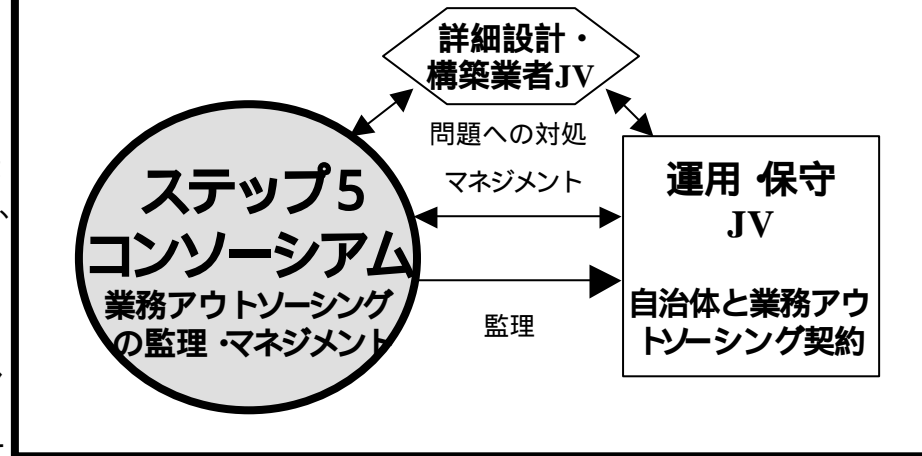 詳細設計・
構築業者JV
問題への対処
マネジメント
ステップ5
コンソーシアム
業務アウトソーシング
の監理・マネジメント
監理
運用・保守
JV
自治体と業務アウ
トソーシング契約